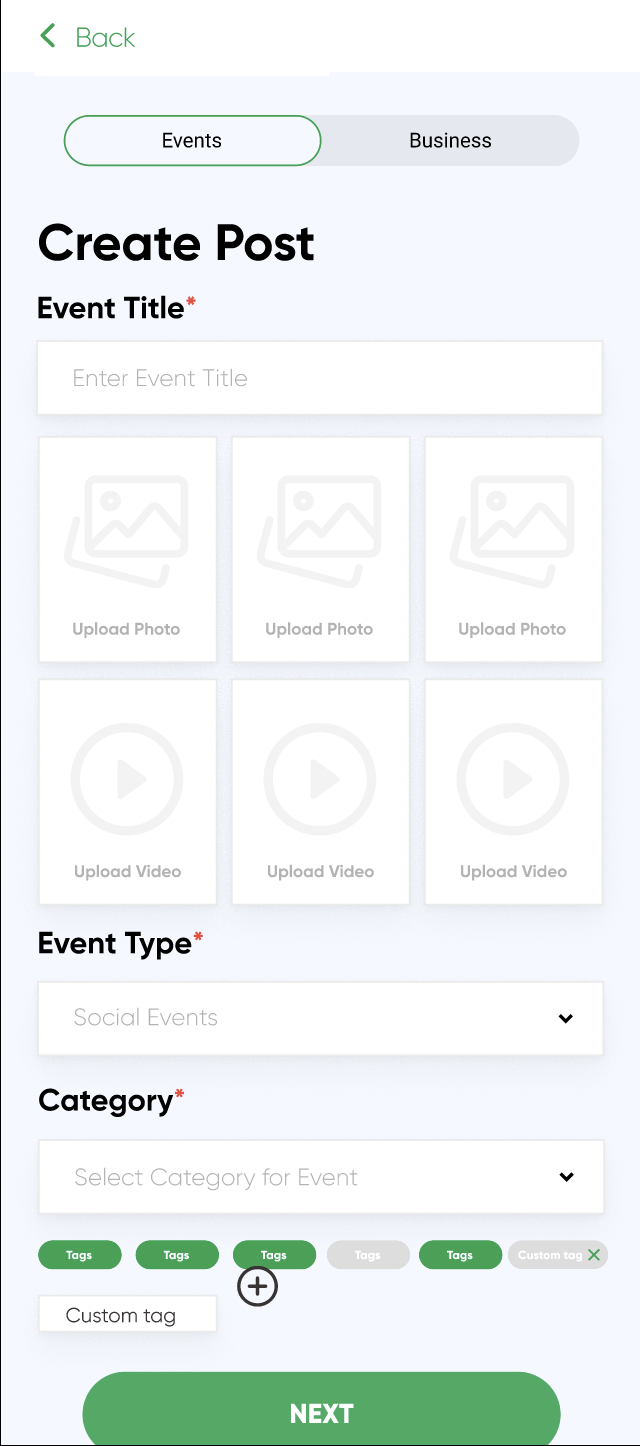 Back
Events Business
Create Post
Event Title*
Enter Event Title
Upload Photo Upload Photo Upload Photo
Upload Video Upload Video Upload Video
Event Type*
Social Events
Category*
Select Category for Event
Tags Tags Tags Tags Tags Custom tag
Custom tag
NEXT